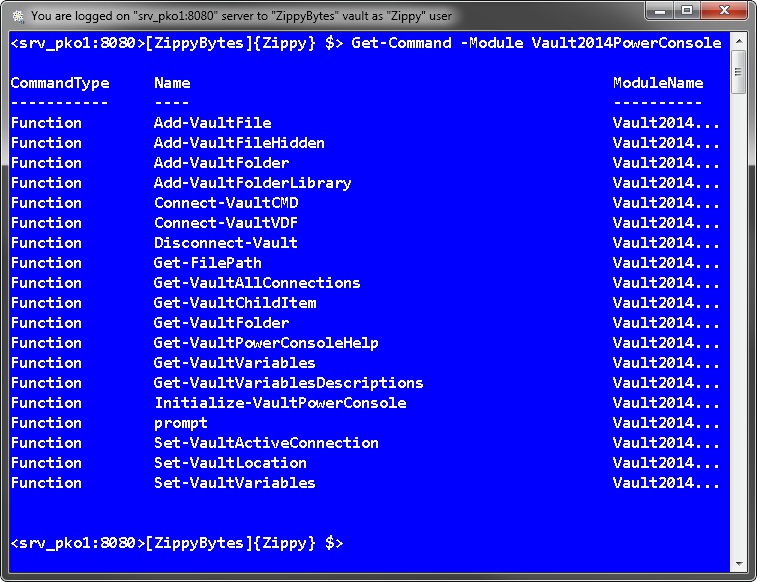 You are logged on "srv_pko1:8080" server to "ZippyBytes" vault as "Zippy" user
<srv_pko1:8080>[ZippyBytes]{Zippy} $> Get-Command -Module Vault2014PowerConsole
CommandType Name ModuleName
----------- ---- ----------
Function Add-VaultFile Vault2014...
Function Add-VaultFileHidden Vault2014...
Function Add-VaultFolder Vault2014...
Function Add-VaultFolderLibrary Vault2014...
Function Connect-VaultCMD Vault2014...
Function Connect-VaultVDF Vault2014...
Function Disconnect-Vault Vault2014...
Function Get-FilePath Vault2014...
Function Get-VaultAllConnections Vault2014...
Function Get-VaultChildItem Vault2014...
Function Get-VaultFolder Vault2014...
Function Get-VaultPowerConsoleHelp Vault2014...
Function Get-VaultVariables Vault2014...
Function Get-VaultVariablesDescriptions Vault2014...
Function Initialize-VaultPowerConsole Vault2014...
Function prompt Vault2014...
Function Set-VaultActiveConnection Vault2014...
Function Set-VaultLocation Vault2014...
Function Set-VaultVariables Vault2014...
<srv_pko1:8080>[ZippyBytes]{Zippy} $>